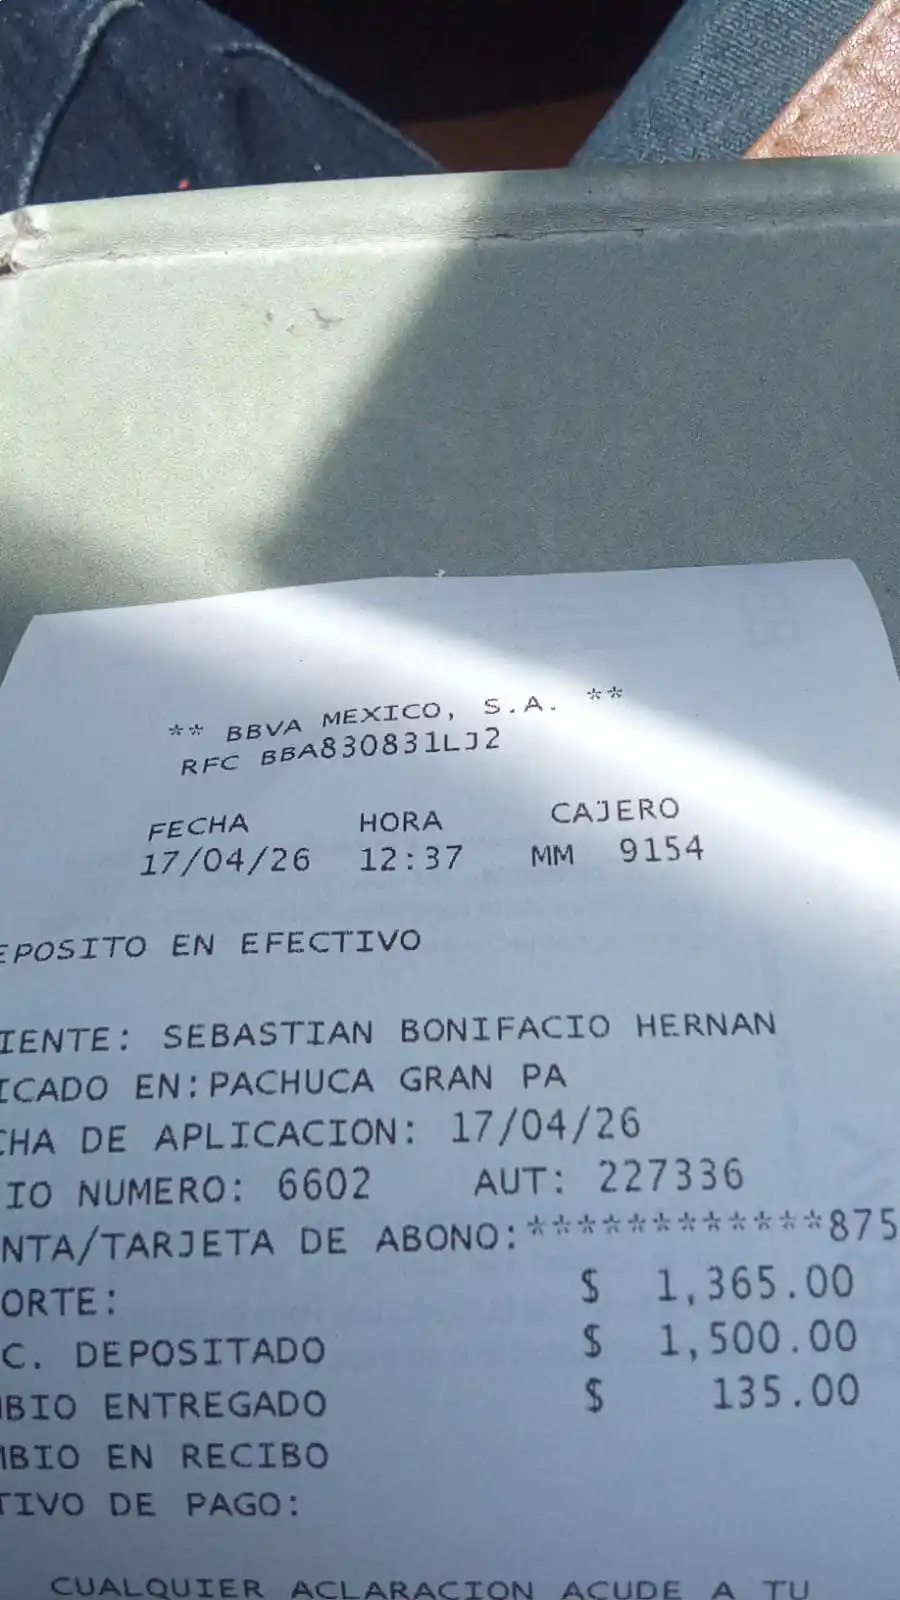 ** BBVA MEXICO, S.A. **
RFC BBA830831LJ2
FECHA HORA CAJERO
17/04/26 12:37 MM 9154
EPOSITO EN EFECTIVO
IENTE: SEBASTIAN BONIFACIO HERNAN
ICADO EN:PACHUCA GRAN PA
CHA DE APLICACION: 17/04/26
IO NUMERO: 6602 AUT: 227336
NTA/TARJETA DE ABONO:************875
ORTE: $ 1,365.00
C. DEPOSITADO $ 1,500.00
MBIO ENTREGADO $ 135.00
MBIO EN RECIBO
TIVO DE PAGO:
CUALQUIER ACLARACION ACUDE A TU